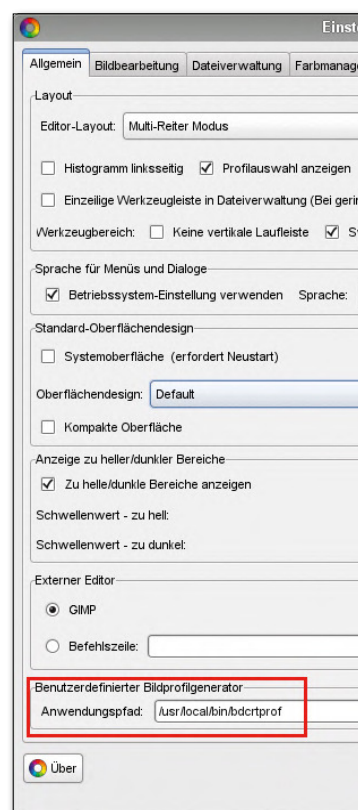 Einst
Allgemein Bildbearbeitung Dateiverwaltung Farbmanag
Layout
Editor-Layout: Multi-Reiter Modus
Histogramm linksseitig Profilauswahl anzeigen
Einzeilige Werkzeugleiste in Dateiverwaltung (Bei gerin
Werkzeugbereich: Keine vertikale Laufleiste S
Sprache für Menüs und Dialoge
Betriebssystem-Einstellung verwenden Sprache:
Standard-Oberflächendesign
Systemoberfläche (erfordert Neustart)
Oberflächendesign: Default
Kompakte Oberfläche
Anzeige zu heller/dunkler Bereiche
Zu helle/dunkle Bereiche anzeigen
Schwellenwert - zu hell:
Schwellenwert - zu dunkel:
Externer Editor
GIMP
Befehlszeile:
Benutzerdefinierter Bildprofilgenerator
Anwendungspfad: /usr/local/bin/bdcrtprof
Über